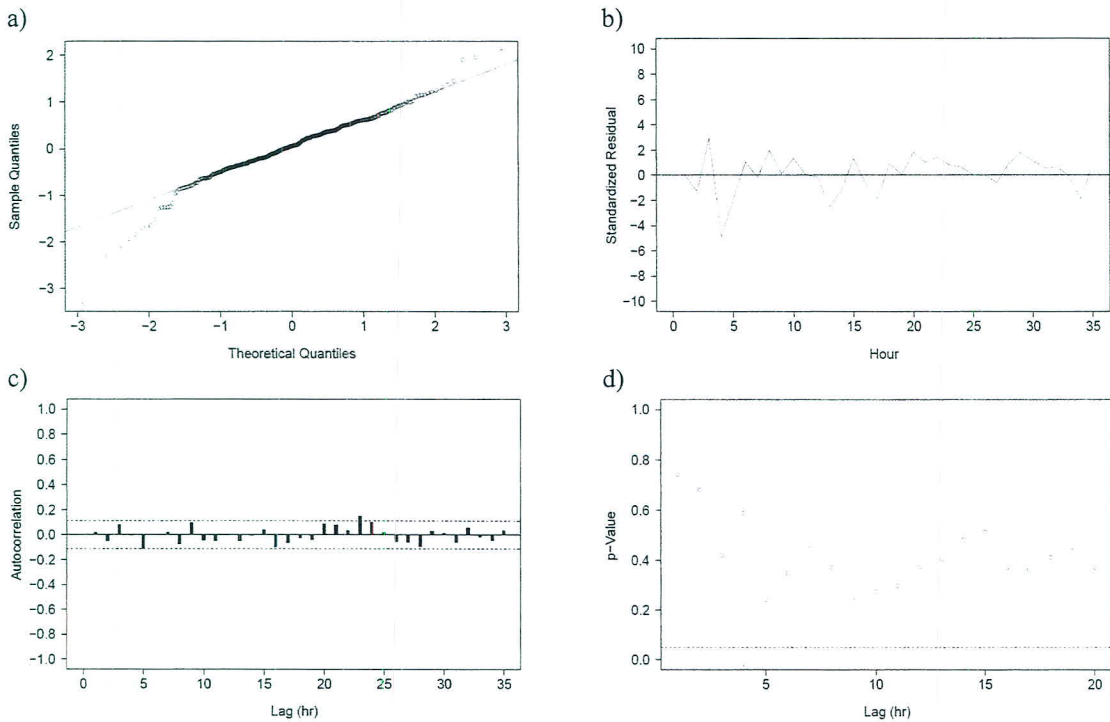 a)
2
1
0
−1
−2
−3
Sample Quantiles
−3 −2 −1 0 1 2 3
Theoretical Quantiles
b)
10
8
6
4
2
0
−2
−4
−6
−8
−10
Standardized Residual
0 5 10 15 20 25 30 35
Hour
c)
1.0
0.8
0.6
0.4
0.2
0.0
−0.2
−0.4
−0.6
−0.8
−1.0
Autocorrelation
0 5 10 15 20 25 30 35
Lag (hr)
d)
1.0
0.8
0.6
0.4
0.2
0.0
p−Value
5 10 15 20
Lag (hr)